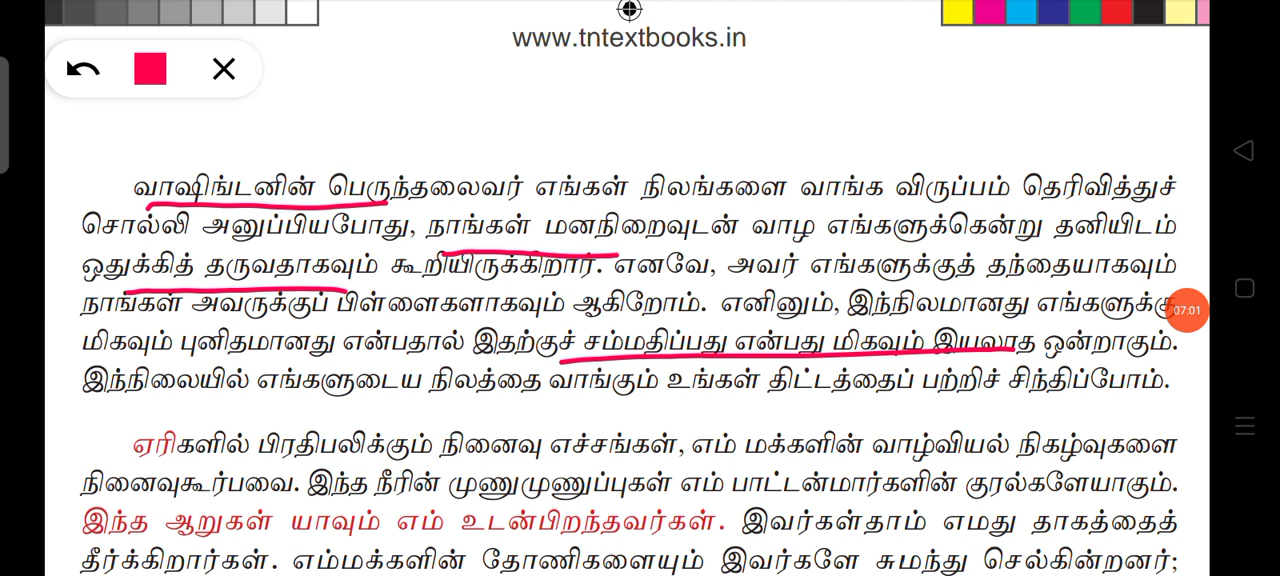 www.tntextbooks.in
வாஷிங்டனின் பெருந்தலைவர் எங்கள் நிலங்களை வாங்க விருப்பம் தெரிவித்துச்
சொல்லி அனுப்பியபோது, நாங்கள் மனநிறைவுடன் வாழ எங்களுக்கென்று தனியிடம்
ஒதுக்கித் தருவதாகவும் கூறியிருக்கிறார். எனவே, அவர் எங்களுக்குத் தந்தையாகவும்
நாங்கள் அவருக்குப் பிள்ளைகளாகவும் ஆகிறோம். எனினும், இந்நிலமானது எங்களுக்கு
07:01
மிகவும் புனிதமானது என்பதால் இதற்குச் சம்மதிப்பது என்பது மிகவும் இயலாத ஒன்றாகும்.
இந்நிலையில் எங்களுடைய நிலத்தை வாங்கும் உங்கள் திட்டத்தைப் பற்றிச் சிந்திப்போம்.
ஏரிகளில் பிரதிபலிக்கும் நினைவு எச்சங்கள், எம் மக்களின் வாழ்வியல் நிகழ்வுகளை
நினைவுகூர்பவை. இந்த நீரின் முணுமுணுப்புகள் எம் பாட்டன்மார்களின் குரல்களேயாகும்.
இந்த ஆறுகள் யாவும் எம் உடன்பிறந்தவர்கள். இவர்கள்தாம் எமது தாகத்தைத்
தீர்க்கிறார்கள். எம்மக்களின் தோணிகளையும் இவர்களே சுமந்து செல்கின்றனர்;